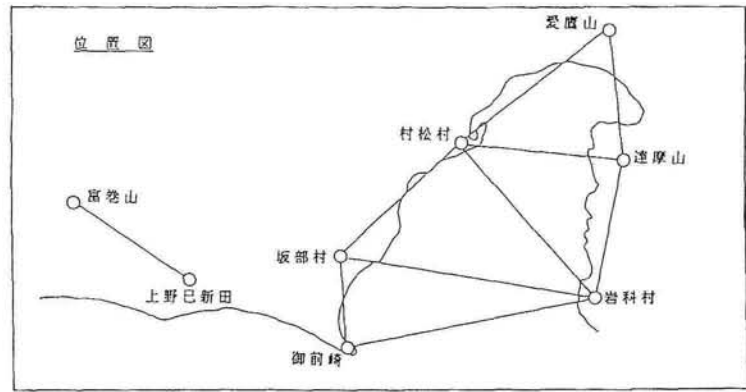 位置図
愛鷹山
村松村
達摩山
富巻山
坂部村
上野巳新田
岩科村
御前崎